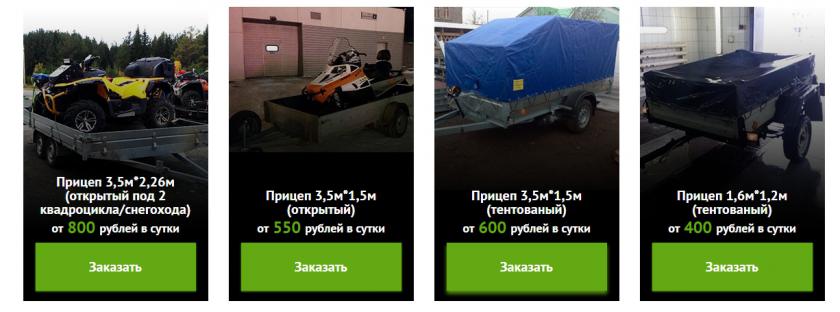 Прицеп 3,5м*2,26м
(открытый под 2
квадроцикла/снегохода)
от 800 рублей в сутки
Заказать
Прицеп 3,5м*1,5м
(открытый)
от 550 рублей в сутки
Заказать
Прицеп 3,5м*1,5м
(тентованый)
от 600 рублей в сутки
Заказать
Прицеп 1,6м*1,2м
(тентованый)
от 400 рублей в сутки
Заказать